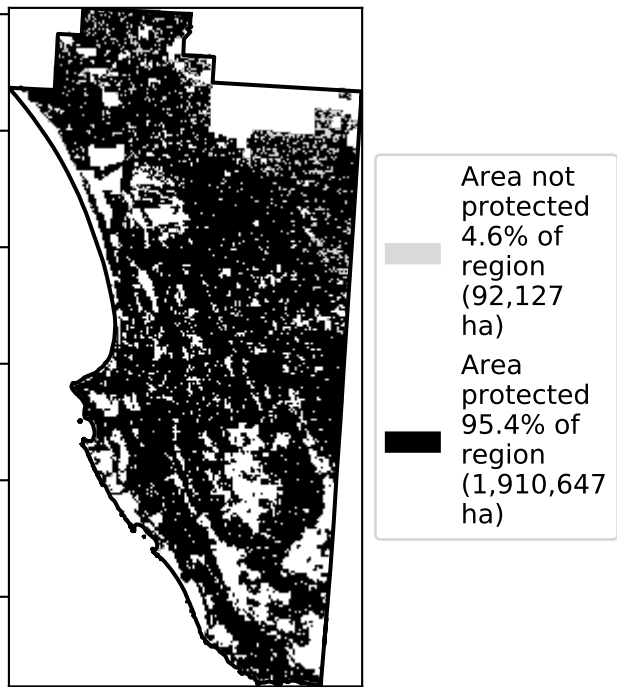 Area not
protected
4.6% of
region
(92,127
ha)
Area
protected
95.4% of
region
(1,910,647
ha)